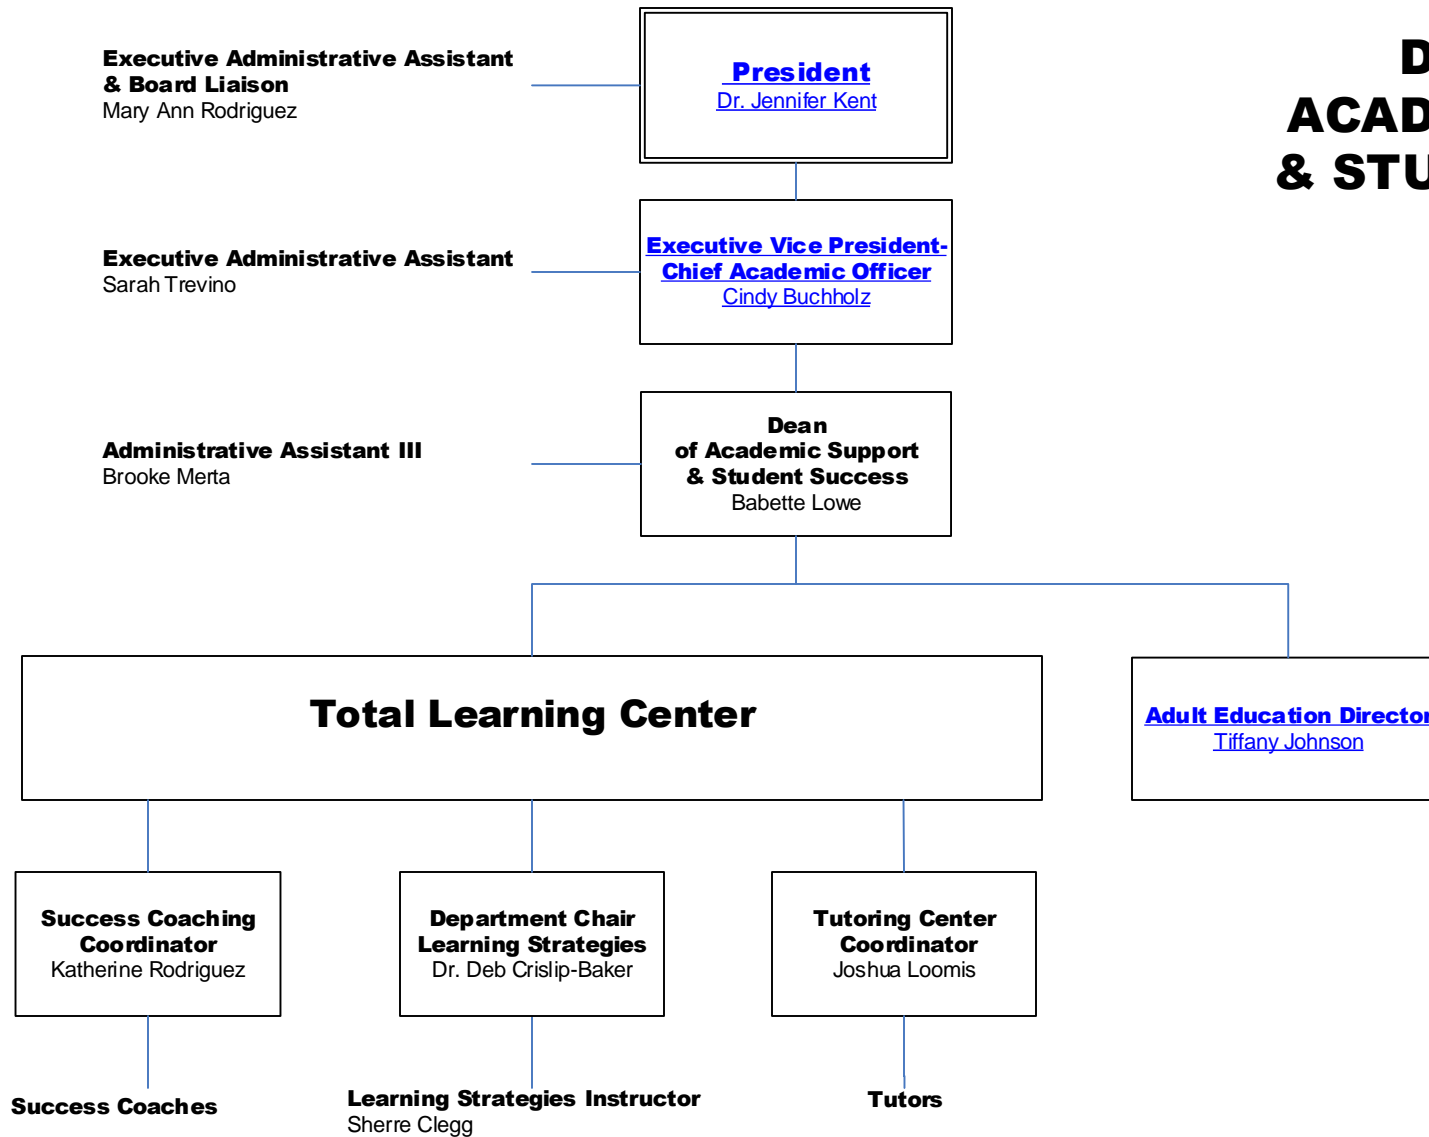 Executive Administrative Assistant
& Board Liaison
Mary Ann Rodriguez
President
Dr. Jennifer Kent
D
ACAD
& STU
Executive Administrative Assistant
Sarah Trevino
Executive Vice President-
Chief Academic Officer
Cindy Buchholz
Administrative Assistant III
Brooke Merta
Dean
of Academic Support
& Student Success
Babette Lowe
Total Learning Center
Adult Education Director
Tiffany Johnson
Success Coaching
Coordinator
Katherine Rodriguez
Department Chair
Learning Strategies
Dr. Deb Crislip-Baker
Tutoring Center
Coordinator
Joshua Loomis
Success Coaches
Learning Strategies Instructor
Sherre Clegg
Tutors